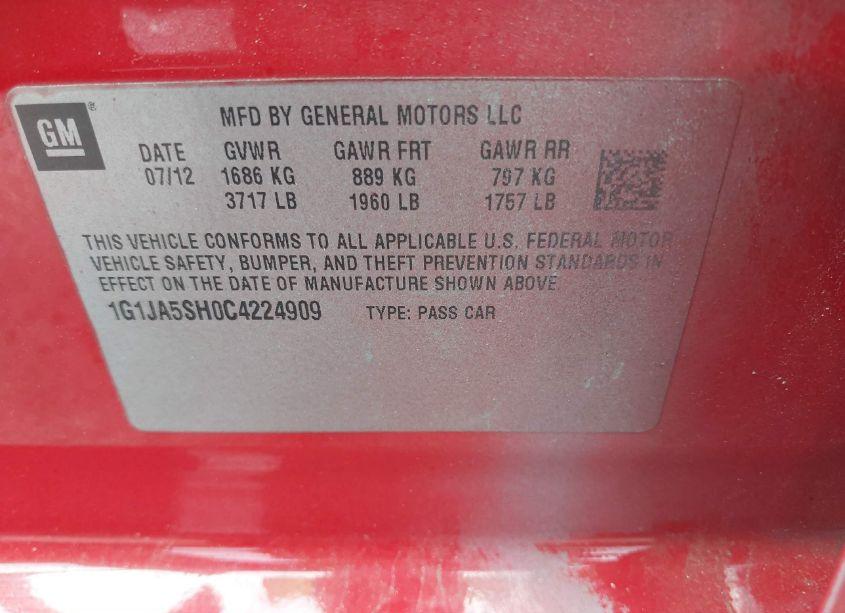 GM®
MFD BY GENERAL MOTORS LLC
DATE GVWR GAWR FRT GAWR RR
07/12 1686 KG 889 KG 797 KG
3717 LB 1960 LB 1757 LB
THIS VEHICLE CONFORMS TO ALL APPLICABLE U.S. FEDERAL MOTOR
VEHICLE SAFETY, BUMPER, AND THEFT PREVENTION STANDARDS IN
EFFECT ON THE DATE OF MANUFACTURE SHOWN ABOVE.
1G1JA5SH0C4224909 TYPE: PASS CAR